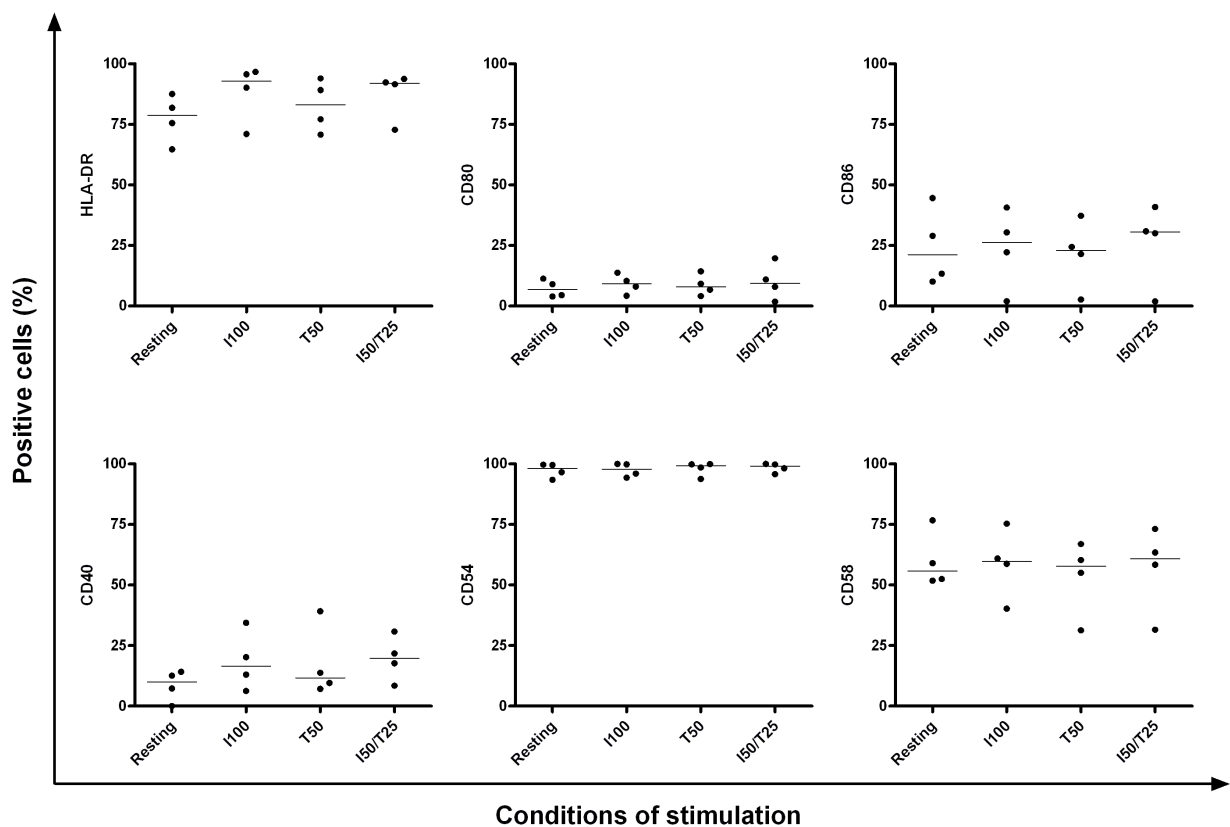 Positive cells (%)
HLA-DR
100
75
50
25
0
Resting
I100
T50
I50/T25
CD80
100
75
50
25
0
Resting
I100
T50
I50/T25
CD86
100
75
50
25
0
Resting
I100
T50
I50/T25
CD40
100
75
50
25
0
Resting
I100
T50
I50/T25
CD54
100
75
50
25
0
Resting
I100
T50
I50/T25
CD58
100
75
50
25
0
Resting
I100
T50
I50/T25
Conditions of stimulation